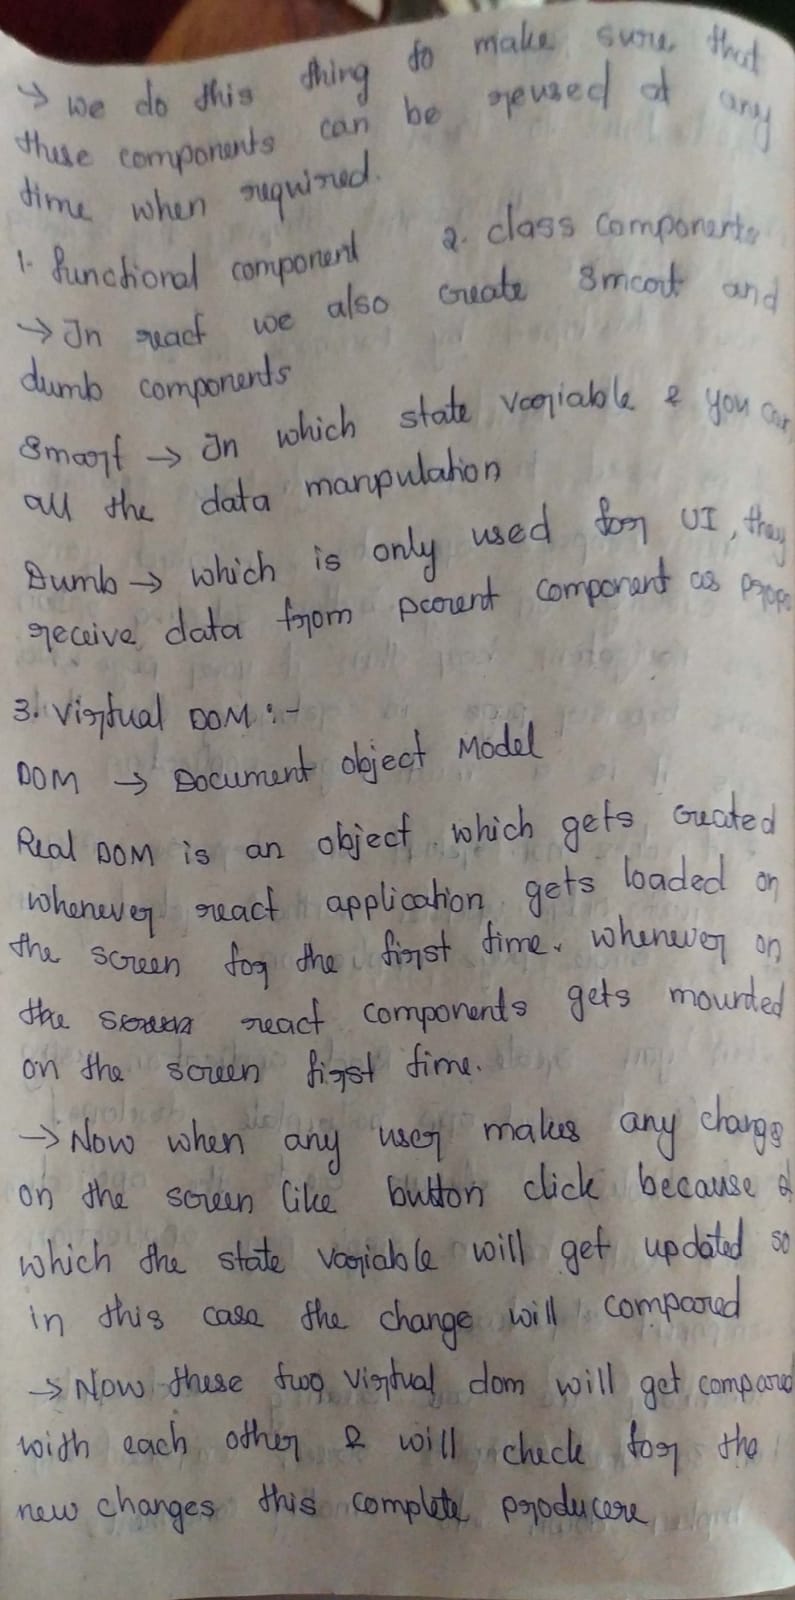 → we do this thing to make sure that
these components can be reused at any
time when required.
1. functional component 2. class components
→ In react we also create smart and
dumb components
Smart → In which state variable & you can
all the data manpulation
Dumb → which is only used for UI, they
receive data from parent component as props
3. Virtual DOM :-
DOM → Document object Model
Real DOM is an object which gets created
whenever react application gets loaded on
the screen for the first time. whenever on
the screen react components gets mounted
on the screen first time.
→ Now when any user makes any change
on the screen like button click because of
which the state variable will get updated so
in this case the change will compared
→ Now these two virtual dom will get compared
with each other & will check for the
new changes this complete producere